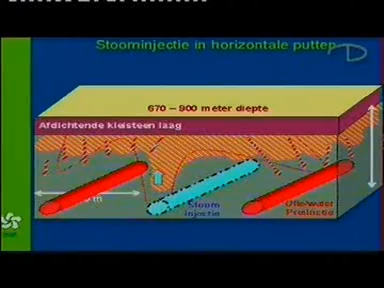 Stoominjectie in horizontale putten
670 – 900 meter diepte
Afdichtende kleisteen laag
m
Stoom
injectie
Olie/water
Productie